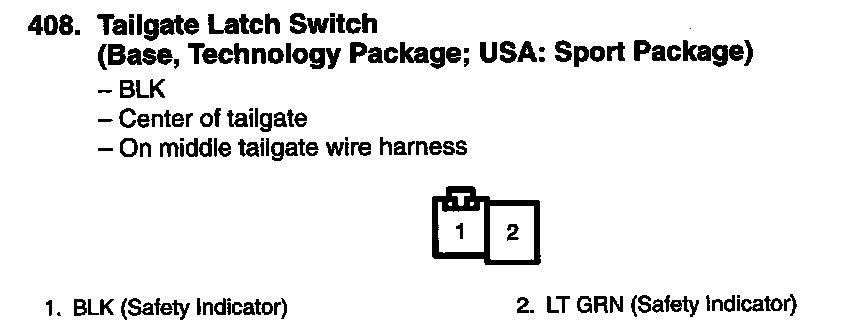 408. Tailgate Latch Switch
(Base, Technology Package; USA: Sport Package)
– BLK
– Center of tailgate
– On middle tailgate wire harness
1 2
1. BLK (Safety Indicator) 2. LT GRN (Safety Indicator)